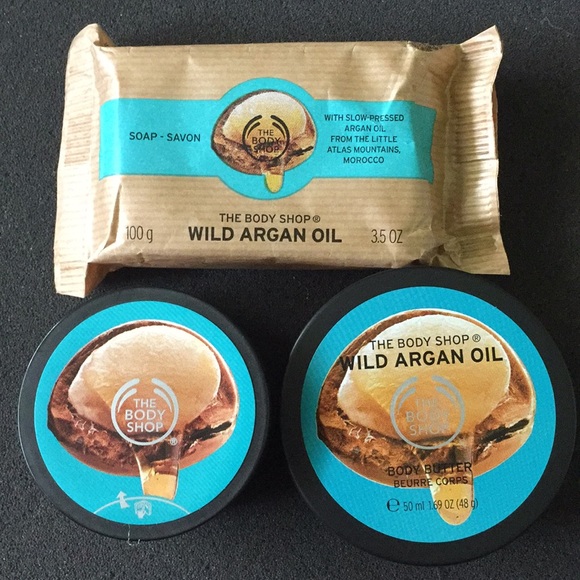 SOAP - SAVON
THE
BODY
SHOP
WITH SLOW-PRESSED
ARGAN OIL
FROM THE LITTLE
ATLAS MOUNTAINS,
MOROCCO
THE BODY SHOP®
100 g WILD ARGAN OIL 3.5 OZ
THE
BODY
SHOP®
THE BODY SHOP®
WILD ARGAN OIL
THE
BODY
SHOP
BODY BUTTER
BEURRE CORPS
℮ 50 ml 1.69 OZ (48 g)